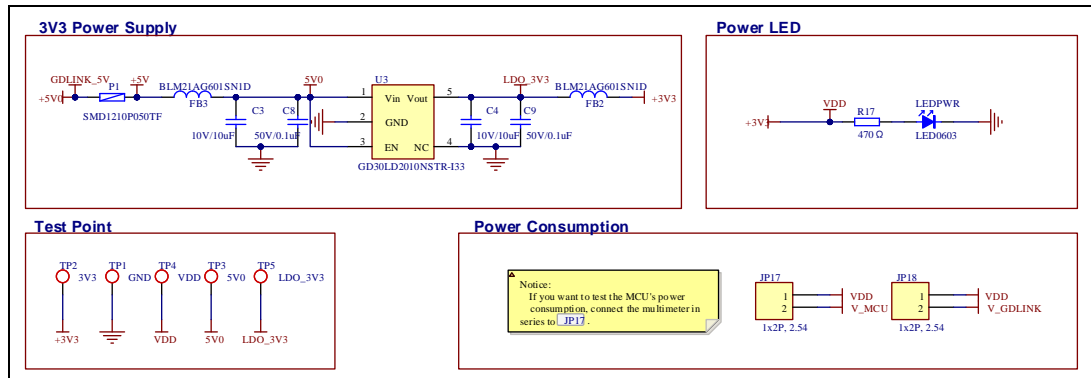 3V3 Power Supply
GDLINK_5V
+5V
P1
+5V0
SMD1210P050TF
BLM21AG601SN1D
FB3
C3
10V/10uF
C8
50V/0.1uF
5V0
U3
1
Vin
Vout
5
2
GND
3
EN
NC
4
GD30LD2010NSTR-I33
LDO_3V3
C4
10V/10uF
C9
50V/0.1uF
BLM21AG601SN1D
FB2
+3V3
Power LED
+3V3
VDD
R17
470 Ω
LEDPWR
LED0603
Test Point
TP2
3V3
TP1
GND
TP4
VDD
TP3
5V0
TP5
LDO_3V3
+3V3
VDD
5V0
LDO_3V3
Power Consumption
Notice:
If you want to test the MCU's power
consumption, connect the multimeter in
series to JP17 .
JP17
1
2
VDD
V_MCU
1x2P, 2.54
JP18
1
2
VDD
V_GDLINK
1x2P, 2.54